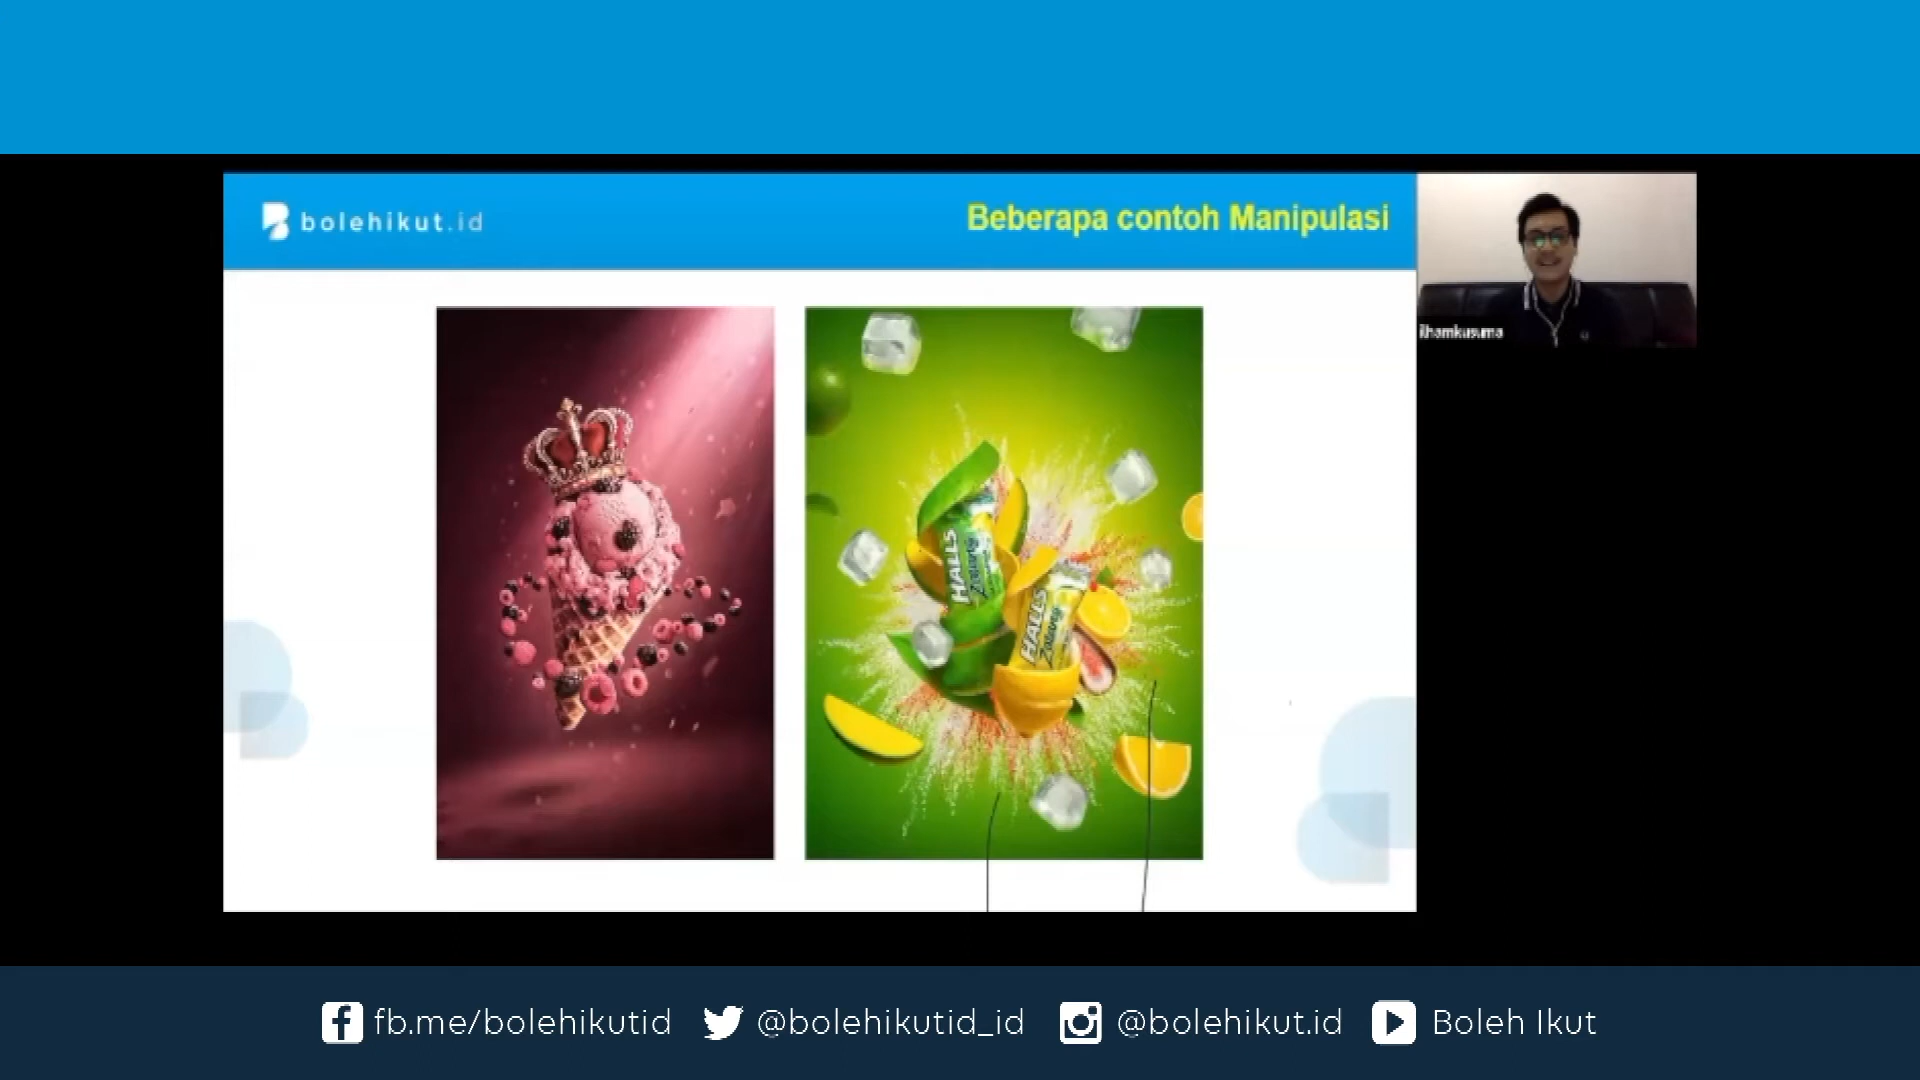 bolehikut.id
Beberapa contoh Manipulasi
ilhamkusuma
HALLS
HALLS
fb.me/bolehikutid
@bolehikutid_id
@bolehikut.id
Boleh Ikut